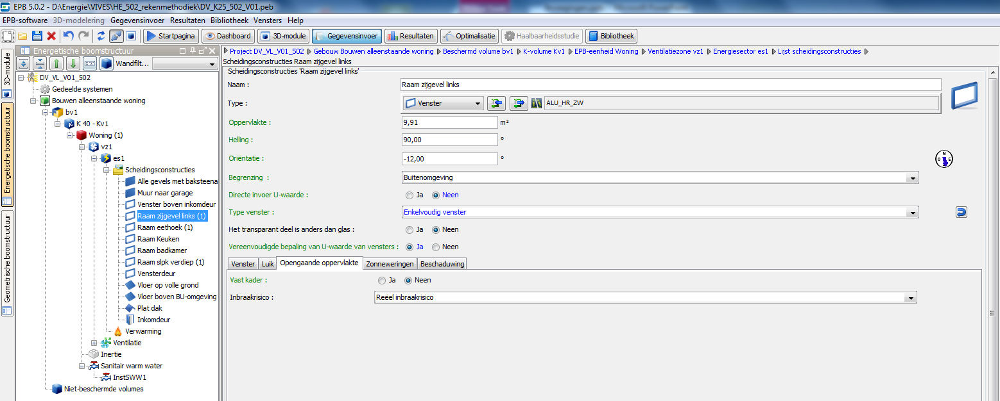 EPB 5.0.2 - D:\Energie\VIVES\HE_502_rekenmethodiek\DV_K25_502_V01.peb
EPB-software 3D-modelering Gegevensinvoer Resultaten Bibliotheek Vensters Help
Startpagina Dashboard 3D-module Gegevensinvoer Resultaten Optimalisatie Haalbaarheidsstudie Bibliotheek
3D-module
Energetische boomstructuur
Geometrische boomstructuur
Energetische boomstructuur
Wandfilt...
DV_VL_V01_502
Gedeelde systemen
Bouwen alleenstaande woning
bv1
K 40 - Kv1
Woning (1)
vz1
es1
Scheidingsconstructies
Alle gevels met baksteena
Muur naar garage
Venster boven inkomdeur
Raam zijgevel links (1)
Raam eethoek (1)
Raam Keuken
Raam badkamer
Raam slpk verdiep (1)
Vensterdeur
Vloer op volle grond
Vloer boven BU-omgeving
Plat dak
Inkomdeur
Verwarming
Ventilatie
Inertie
Sanitair warm water
InstSWW1
Niet-beschermde volumes
Project DV_VL_V01_502 Gebouw Bouwen alleenstaande woning Beschermd volume bv1 K-volume Kv1 EPB-eenheid Woning Ventilatiezone vz1 Energiesector es1 Lijst scheidingsconstructies
Scheidingsconstructies Raam zijgevel links
Scheidingsconstructies 'Raam zijgevel links'
Naam : Raam zijgevel links
Type : Venster ALU_HR_ZW
Oppervlakte : 9,91 m²
Helling : 90,00 °
Oriëntatie : -12,00 °
N
O E
Begrenzing : Buitenomgeving
Directe invoer U-waarde : Ja Neen
Type venster : Enkelvoudig venster
Het transparant deel is anders dan glas : Ja Neen
Vereenvoudigde bepaling van U-waarde van vensters : Ja Neen
Venster Luik Opengaande oppervlakte Zonneweringen Beschaduwing
Vast kader : Ja Neen
Inbraakrisico : Reëel inbraakrisico